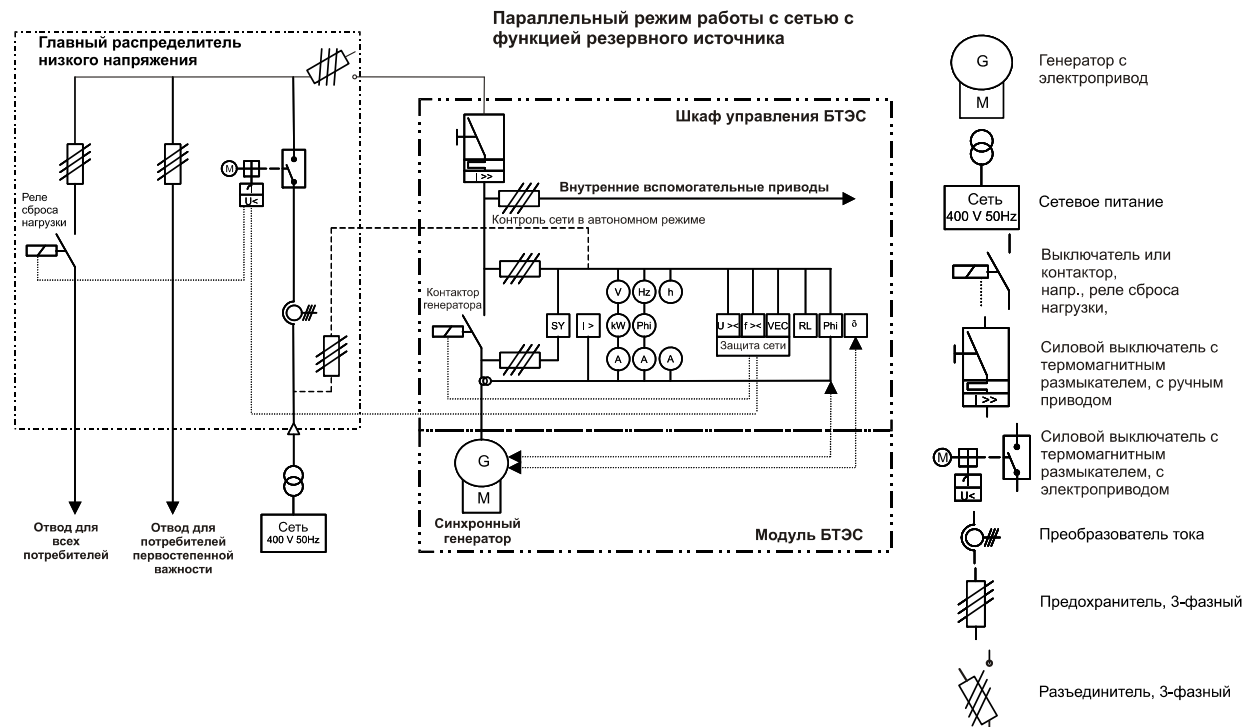 Параллельный режим работы с сетью с
функцией резервного источника
Главный распределитель
низкого напряжения
Шкаф управления БТЭС
I >>
Внутренние вспомогательные приводы
Контроль сети в автономном режиме
M
U<
Реле
сброса
нагрузки
Контактор
генератора
V
Hz
h
SY
I >
kW
Phi
U ><
f ><
VEC
RL
Phi
δ
Защита сети
A
A
A
G
M
Синхронный
генератор
Модуль БТЭС
Сеть
400 V 50Hz
Отвод для
всех
потребителей
Отвод для
потребителей
первостепенной
важности
G
M
Генератор с
электропривод
Сеть
400 V 50Hz
Сетевое питание
Выключатель или
контактор,
напр., реле сброса
нагрузки,
I >>
Силовой выключатель с
термомагнитным
размыкателем, с ручным
приводом
M
U<
Силовой выключатель с
термомагнитным
размыкателем, с
электроприводом
Преобразователь тока
Предохранитель, 3-фазный
Разъединитель, 3-фазный